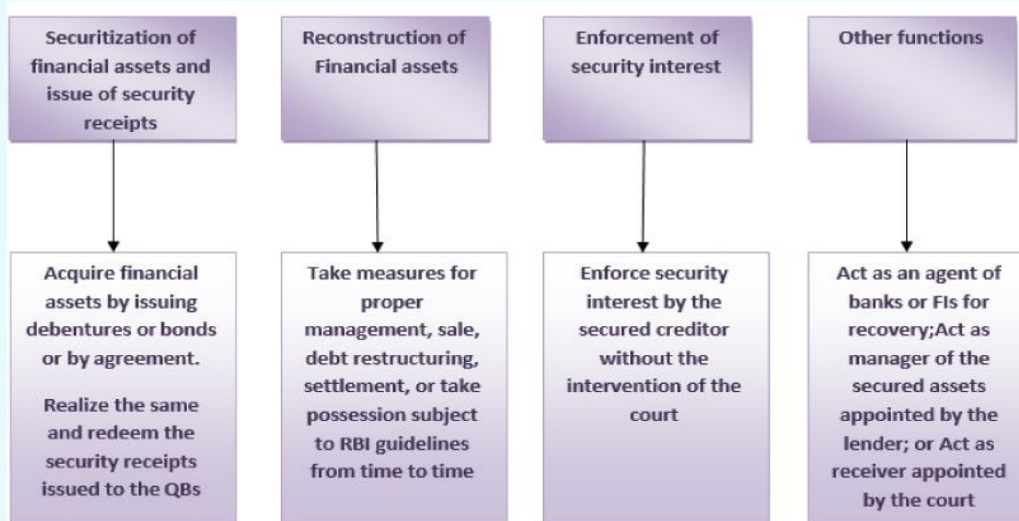 Securitization of
financial assets and
issue of security
receipts
Reconstruction of
Financial assets
Enforcement of
security interest
Other functions
Acquire financial
assets by issuing
debentures or bonds
or by agreement.
Realize the same
and redeem the
security receipts
issued to the QBs
Take measures for
proper
management, sale,
debt restructuring,
settlement, or take
possession subject
to RBI guidelines
from time to time
Enforce security
interest by the
secured creditor
without the
intervention of the
court
Act as an agent of
banks or FIs for
recovery;Act as
manager of the
secured assets
appointed by the
lender; or Act as
receiver appointed
by the court